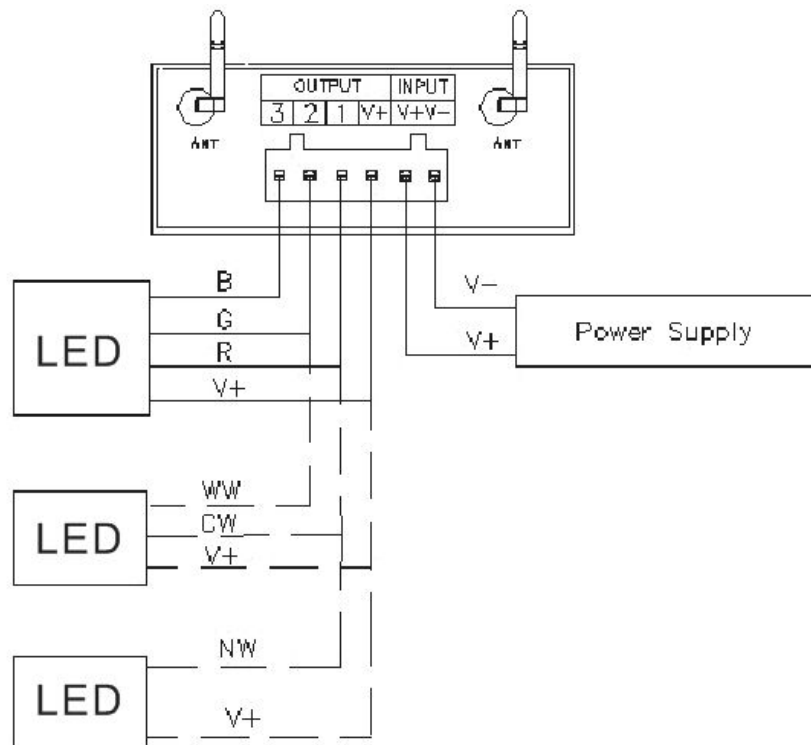 OUTPUT INPUT
3 2 1 V+ V+ V-
ANT ANT
B
G
R
V+
LED
V-
V+
Power Supply
WW
CW
V+
LED
NW
V+
LED